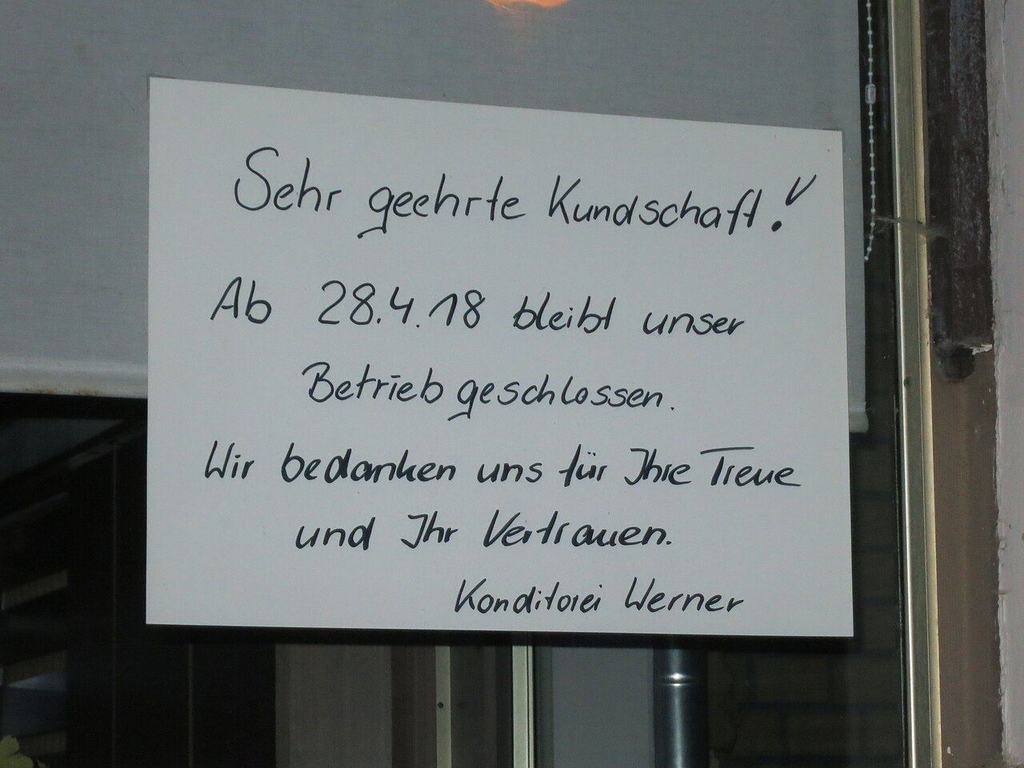 Sehr geehrte Kundschaft!
Ab 28.4.18 bleibt unser
Betrieb geschlossen.
Wir bedanken uns für Ihre Treue
und Ihr Vertrauen.
Konditorei Werner